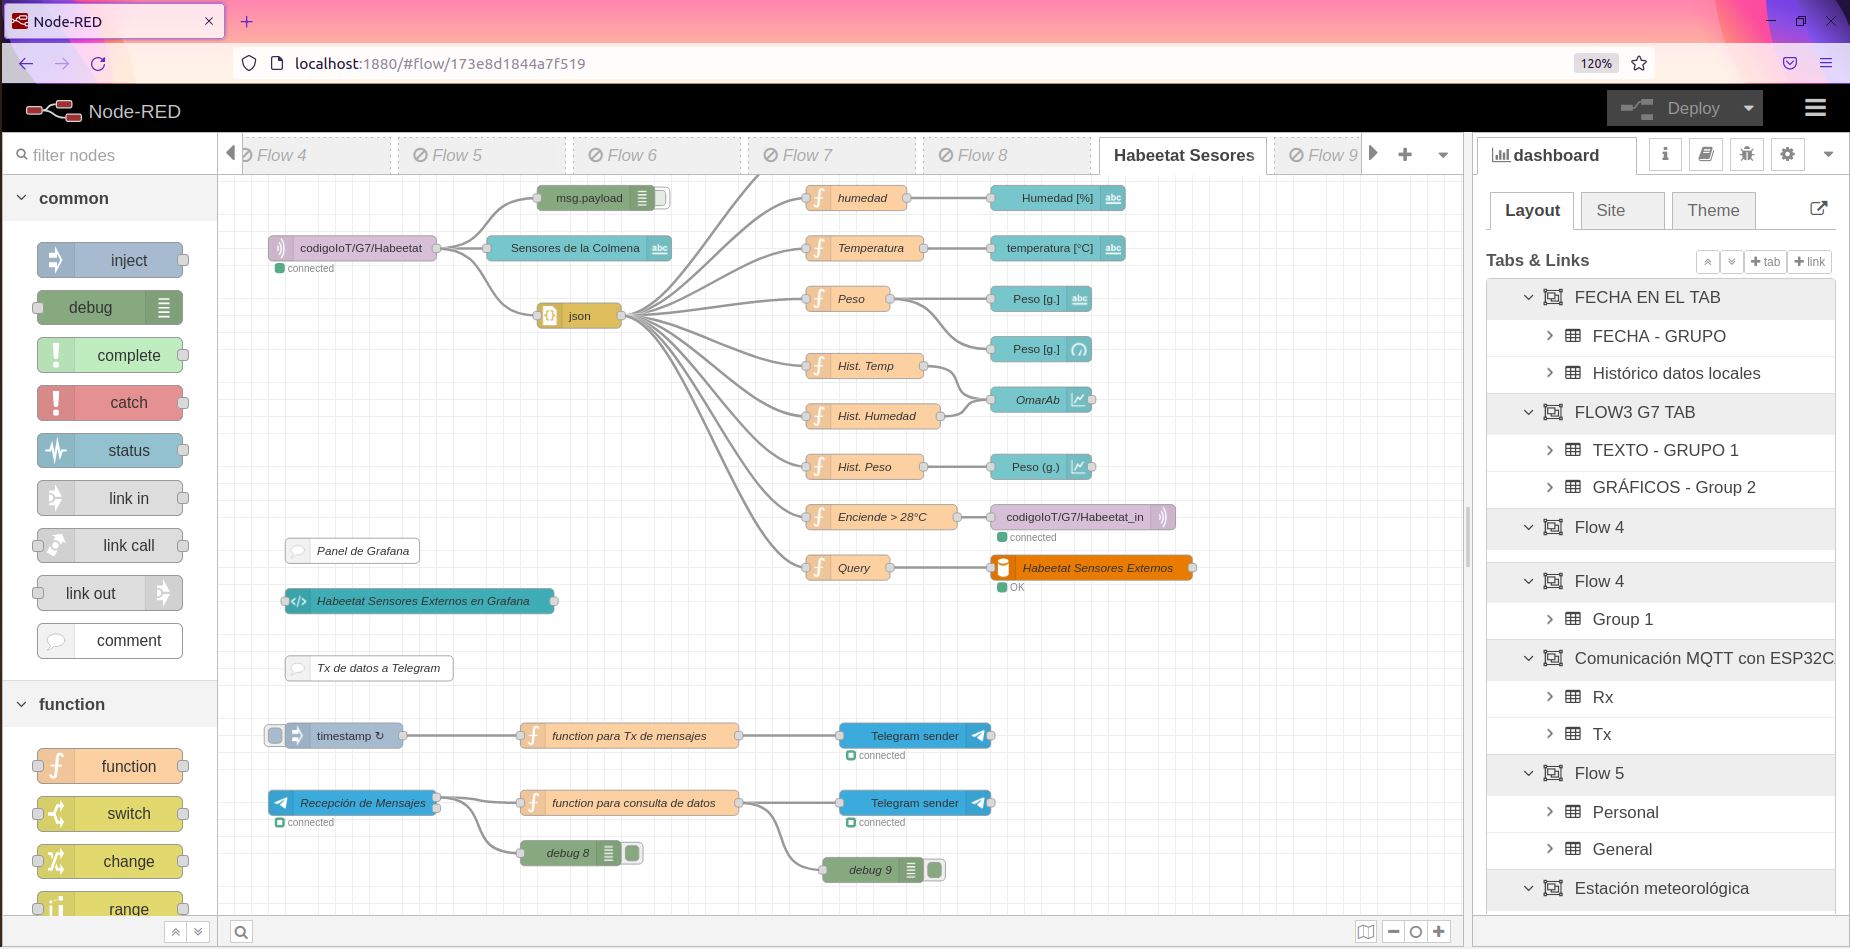 Node-RED
localhost:1880/#flow/173e8d1844a7f519
120%
Node-RED
Deploy
filter nodes
Flow 4
Flow 5
Flow 6
Flow 7
Flow 8
Habeetat Sesores
Flow 9
dashboard
common
inject
debug
complete
catch
status
link in
link call
link out
comment
function
function
switch
change
range
msg.payload
codigoIoT/G7/Habeetat
connected
Sensores de la Colmena
abc
json
humedad
Humedad [%]
abc
Temperatura
temperatura [°C]
abc
Peso
Peso [g.]
abc
Peso [g.]
Hist. Temp
OmarAb
Hist. Humedad
Hist. Peso
Peso (g.)
Enciende > 28°C
codigoIoT/G7/Habeetat_in
connected
Query
Habeetat Sensores Externos
OK
Panel de Grafana
Habeetat Sensores Externos en Grafana
Tx de datos a Telegram
timestamp ↻
function para Tx de mensajes
Telegram sender
connected
Recepción de Mensajes
connected
function para consulta de datos
Telegram sender
connected
debug 8
debug 9
Layout
Site
Theme
Tabs & Links
tab
link
FECHA EN EL TAB
FECHA - GRUPO
Histórico datos locales
FLOW3 G7 TAB
TEXTO - GRUPO 1
GRÁFICOS - Group 2
Flow 4
Flow 4
Group 1
Comunicación MQTT con ESP32C
Rx
Tx
Flow 5
Personal
General
Estación meteorológica